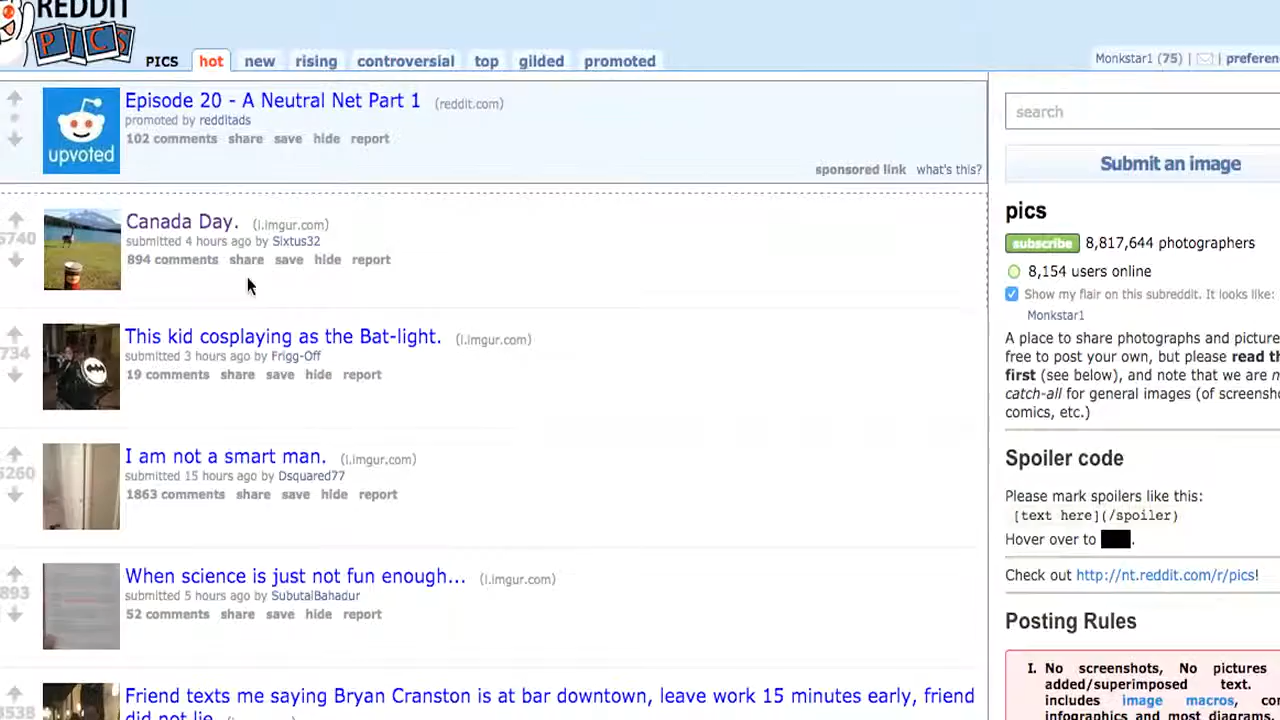 REDDIT
PICS
PICS hot new rising controversial top gilded promoted
Monkstar1 (75) | | preferen
Episode 20 - A Neutral Net Part 1 (reddit.com)
promoted by redditads
102 comments share save hide report
upvoted
sponsored link what's this?
5740
Canada Day. (i.imgur.com)
submitted 4 hours ago by Sixtus32
894 comments share save hide report
734
This kid cosplaying as the Bat-light. (i.imgur.com)
submitted 3 hours ago by Frigg-Off
19 comments share save hide report
5260
I am not a smart man. (i.imgur.com)
submitted 15 hours ago by Dsquared77
1863 comments share save hide report
893
When science is just not fun enough... (i.imgur.com)
submitted 5 hours ago by SubutaiBahadur
52 comments share save hide report
3538
Friend texts me saying Bryan Cranston is at bar downtown, leave work 15 minutes early, friend
did not lie
search
Submit an image
pics
subscribe 8,817,644 photographers
8,154 users online
Show my flair on this subreddit. It looks like:
Monkstar1
A place to share photographs and picture
free to post your own, but please read th
first (see below), and note that we are n
catch-all for general images (of screensh
comics, etc.)
Spoiler code
Please mark spoilers like this:
[text here](/spoiler)
Hover over to .
Check out http://nt.reddit.com/r/pics!
Posting Rules
I. No screenshots, No pictures
added/superimposed text.
includes image macros, co
infographics and most diagrams